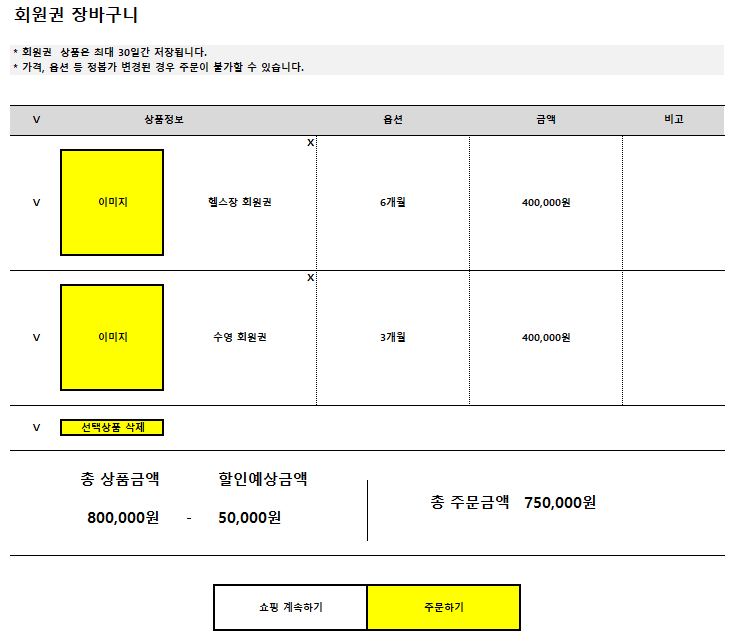 회원권 장바구니
* 회원권 상품은 최대 30일간 저장됩니다.
* 가격, 옵션 등 정봅가 변경된 경우 주문이 불가할 수 있습니다.
V 상품정보 옵션 금액 비고
X
V 이미지 헬스장 회원권 6개월 400,000원
X
V 이미지 수영 회원권 3개월 400,000원
V 선택상품 삭제
총 상품금액 할인예상금액
총 주문금액 750,000원
800,000원 - 50,000원
쇼핑 계속하기 주문하기